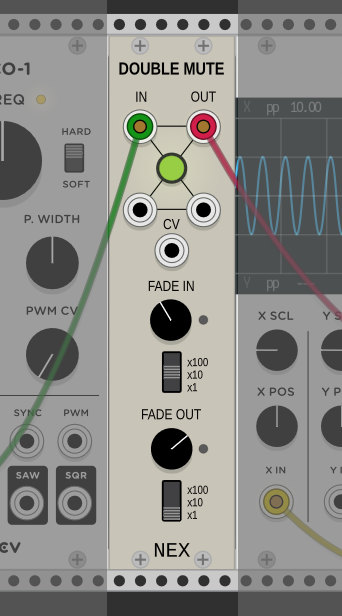 CO-1
DOUBLE MUTE
FREQ
IN OUT
X pp 10.00
HARD
SOFT
P. WIDTH
CV
Y pp ---
PWM CV
FADE IN
X SCL
Y S
x100
x10
x1
X POS
Y P
SYNC PWM
FADE OUT
SAW SQR
X IN
Y I
x100
x10
x1
CV
NEX